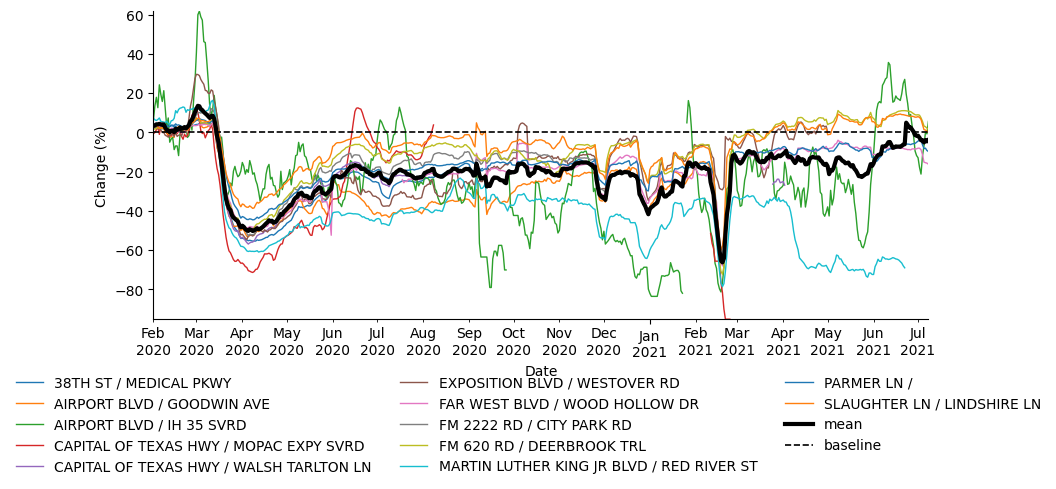 60
40
20
0
−20
−40
−60
−80
Change (%)
Feb Mar Apr May Jun Jul Aug Sep Oct Nov Dec Jan Feb Mar Apr May Jun Jul
2020 2020 2020 2020 2020 2020 2020 2020 2020 2020 2020 2021 2021 2021 2021 2021 2021 2021
Date
38TH ST / MEDICAL PKWY
AIRPORT BLVD / GOODWIN AVE
AIRPORT BLVD / IH 35 SVRD
CAPITAL OF TEXAS HWY / MOPAC EXPY SVRD
CAPITAL OF TEXAS HWY / WALSH TARLTON LN
EXPOSITION BLVD / WESTOVER RD
FAR WEST BLVD / WOOD HOLLOW DR
FM 2222 RD / CITY PARK RD
FM 620 RD / DEERBROOK TRL
MARTIN LUTHER KING JR BLVD / RED RIVER ST
PARMER LN /
SLAUGHTER LN / LINDSHIRE LN
mean
baseline